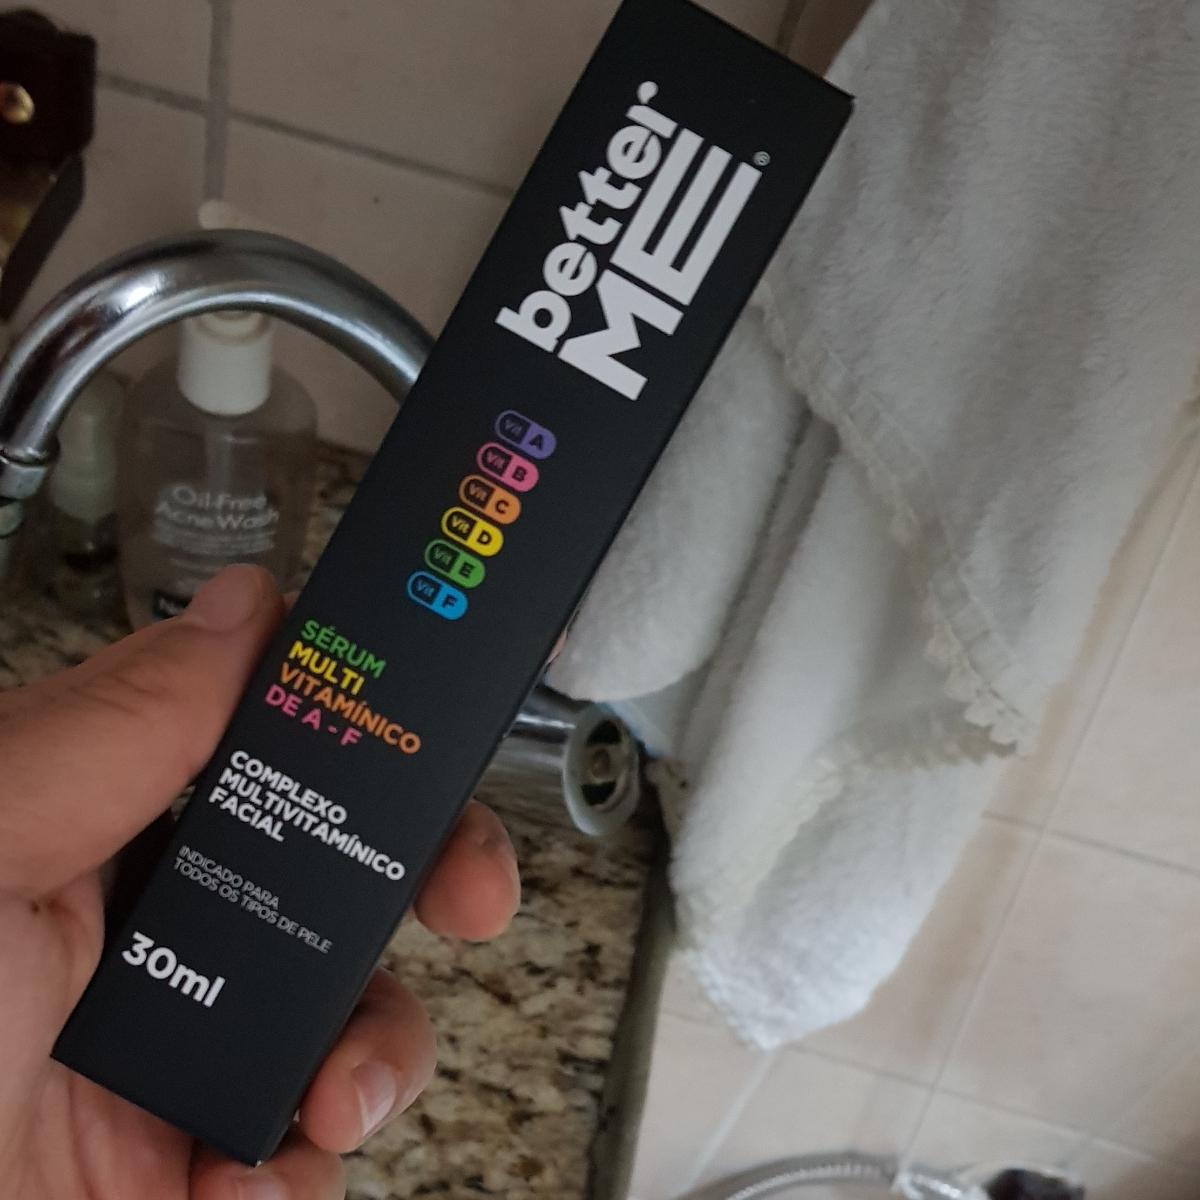 better
ME®
Vit A
Vit B
Vit C
Vit D
Vit E
Vit F
SÉRUM
MULTI
VITAMÍNICO
DE A - F
COMPLEXO
MULTIVITAMÍNICO
FACIAL
INDICADO PARA
TODOS OS TIPOS DE PELE
30ml
Oil-Free
Acne Wash